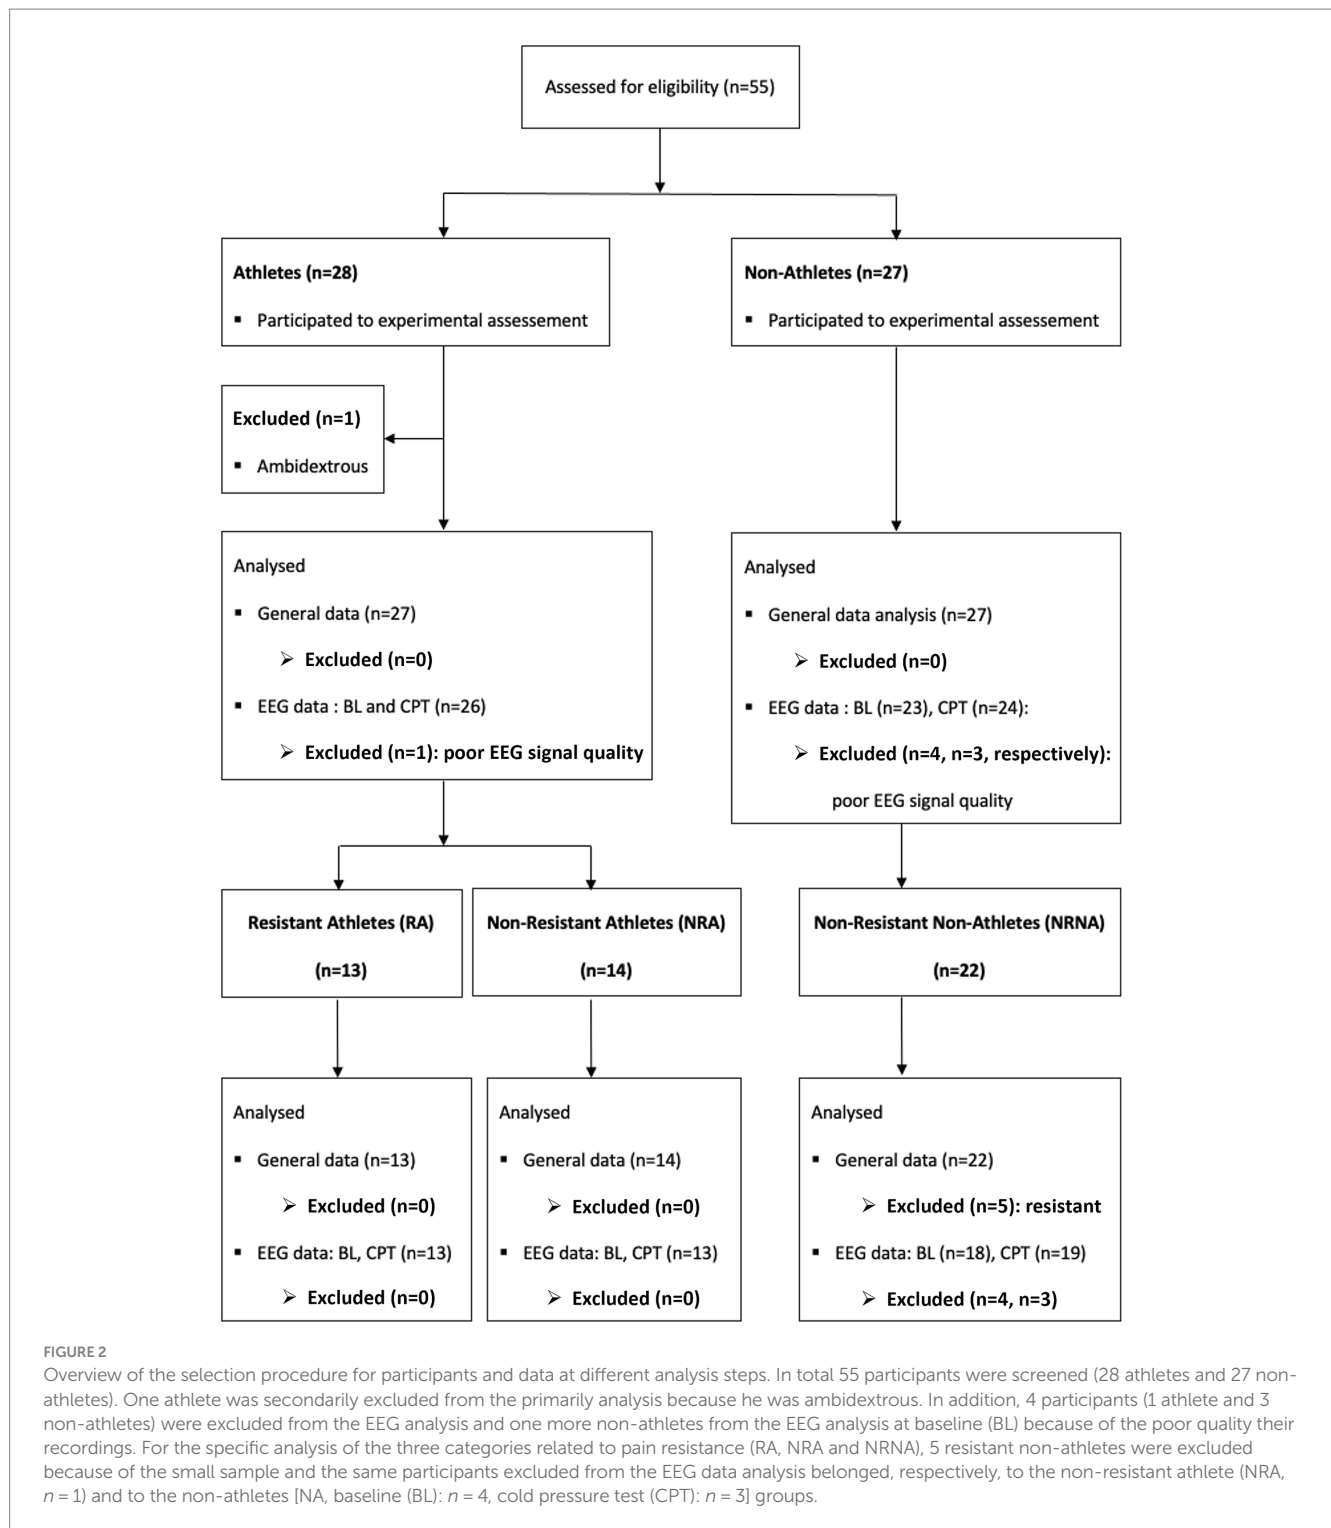 Assessed for eligibility (n=55)
Athletes (n=28)
▪ Participated to experimental assessement
Non-Athletes (n=27)
▪ Participated to experimental assessement
Excluded (n=1)
▪ Ambidextrous
Analysed
▪ General data (n=27)
➢ Excluded (n=0)
▪ EEG data : BL and CPT (n=26)
➢ Excluded (n=1): poor EEG signal quality
Analysed
▪ General data analysis (n=27)
➢ Excluded (n=0)
▪ EEG data : BL (n=23), CPT (n=24):
➢ Excluded (n=4, n=3, respectively):
poor EEG signal quality
Resistant Athletes (RA)
(n=13)
Non-Resistant Athletes (NRA)
(n=14)
Non-Resistant Non-Athletes (NRNA)
(n=22)
Analysed
▪ General data (n=13)
➢ Excluded (n=0)
▪ EEG data: BL, CPT (n=13)
➢ Excluded (n=0)
Analysed
▪ General data (n=14)
➢ Excluded (n=0)
▪ EEG data: BL, CPT (n=13)
➢ Excluded (n=0)
Analysed
▪ General data (n=22)
➢ Excluded (n=5): resistant
▪ EEG data: BL (n=18), CPT (n=19)
➢ Excluded (n=4, n=3)
FIGURE 2
Overview of the selection procedure for participants and data at different analysis steps. In total 55 participants were screened (28 athletes and 27 non-
athletes). One athlete was secondarily excluded from the primarily analysis because he was ambidextrous. In addition, 4 participants (1 athlete and 3
non-athletes) were excluded from the EEG analysis and one more non-athletes from the EEG analysis at baseline (BL) because of the poor quality their
recordings. For the specific analysis of the three categories related to pain resistance (RA, NRA and NRNA), 5 resistant non-athletes were excluded
because of the small sample and the same participants excluded from the EEG data analysis belonged, respectively, to the non-resistant athlete (NRA,
n = 1) and to the non-athletes [NA, baseline (BL): n = 4, cold pressure test (CPT): n = 3] groups.